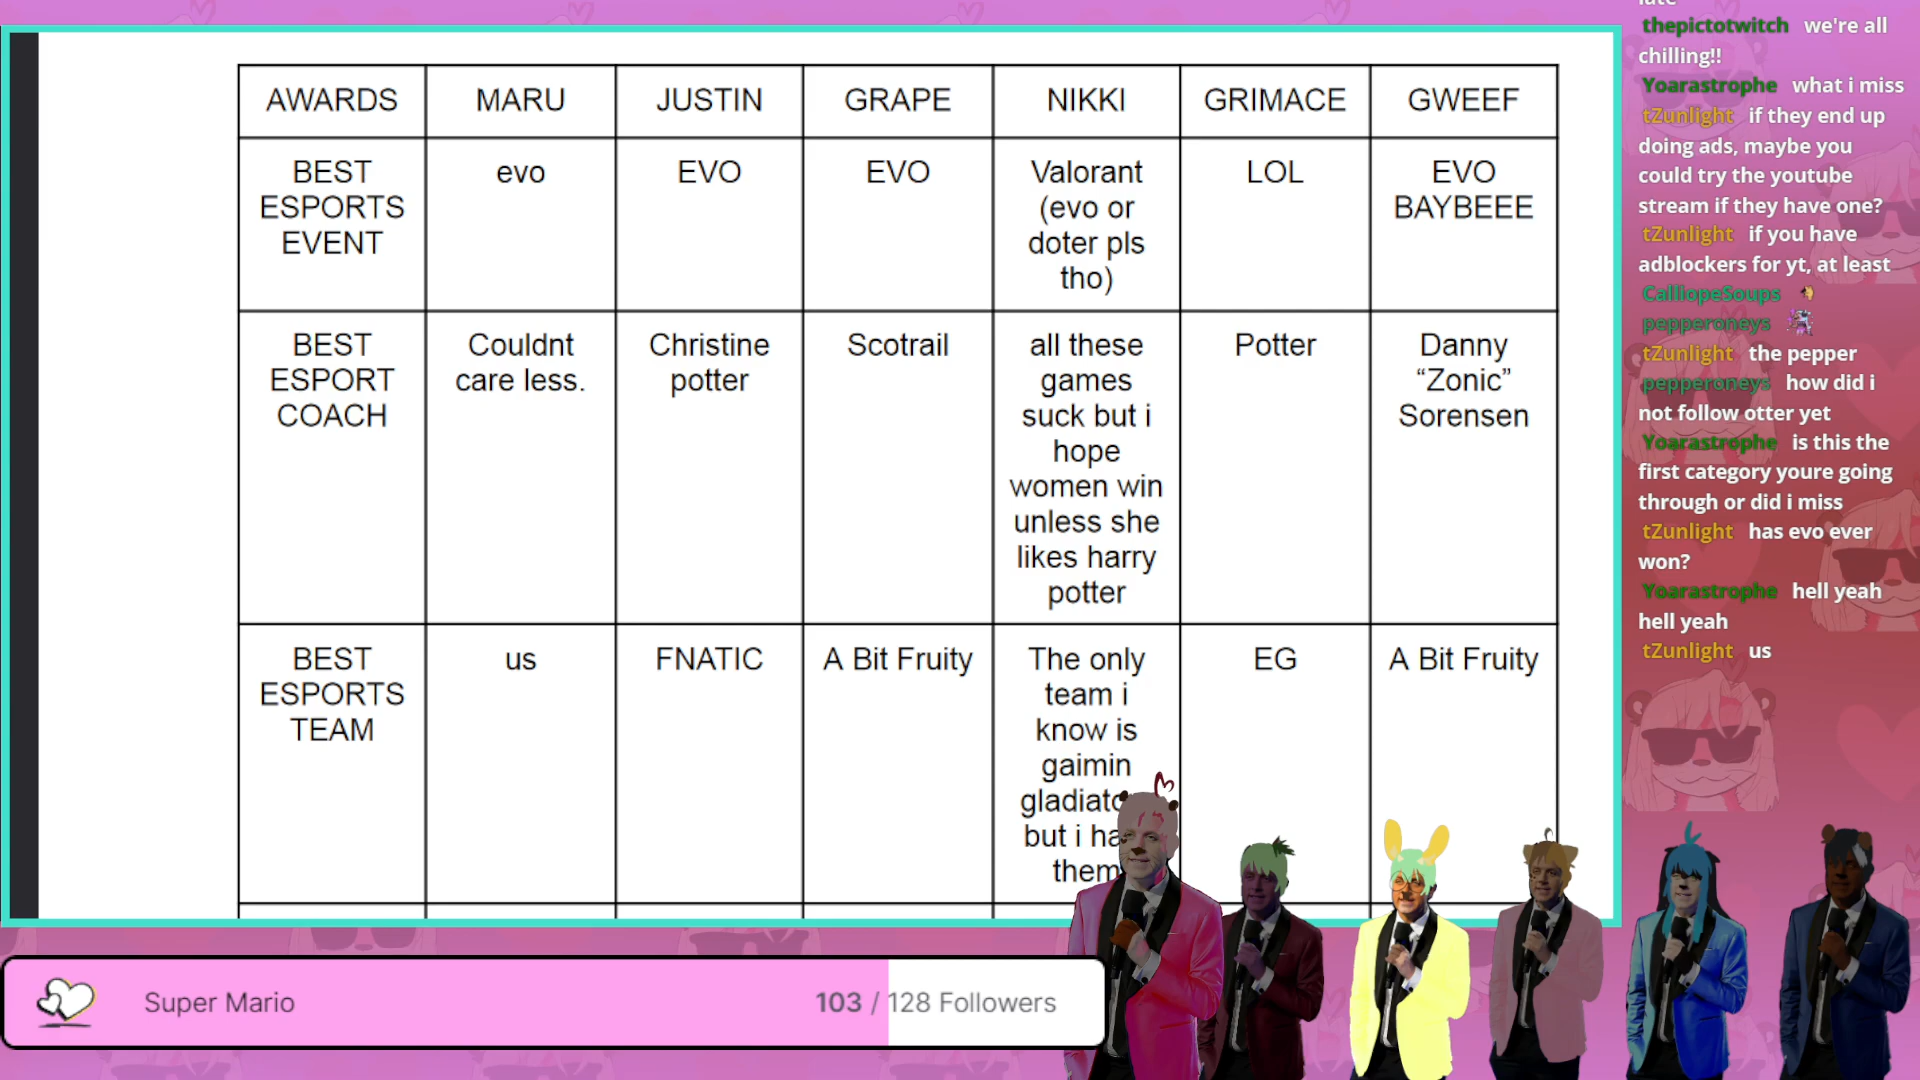 AWARDS MARU JUSTIN GRAPE NIKKI GRIMACE GWEEF
BEST
ESPORTS
EVENT
evo
EVO
EVO
Valorant
(evo or
doter pls
tho)
LOL
EVO
BAYBEEE
BEST
ESPORT
COACH
Couldnt
care less.
Christine
potter
Scotrail
all these
games
suck but i
hope
women win
unless she
likes harry
potter
Potter
Danny
“Zonic”
Sorensen
BEST
ESPORTS
TEAM
us
FNATIC
A Bit Fruity
The only
team i
know is
gaimin
but i
them
EG
A Bit Fruity
thepictotwitch we're all
chilling!!
Yoarastrophe what i miss
tZunlight if they end up
doing ads, maybe you
could try the youtube
stream if they have one?
tZunlight if you have
adblockers for yt, at least
CalliopeSoups
pepperoneys
tZunlight the pepper
pepperoneys how did i
not follow otter yet
Yoarastrophe is this the
first category youre going
through or did i miss
tZunlight has evo ever
won?
Yoarastrophe hell yeah
hell yeah
tZunlight us
Super Mario 103 / 128 Followers